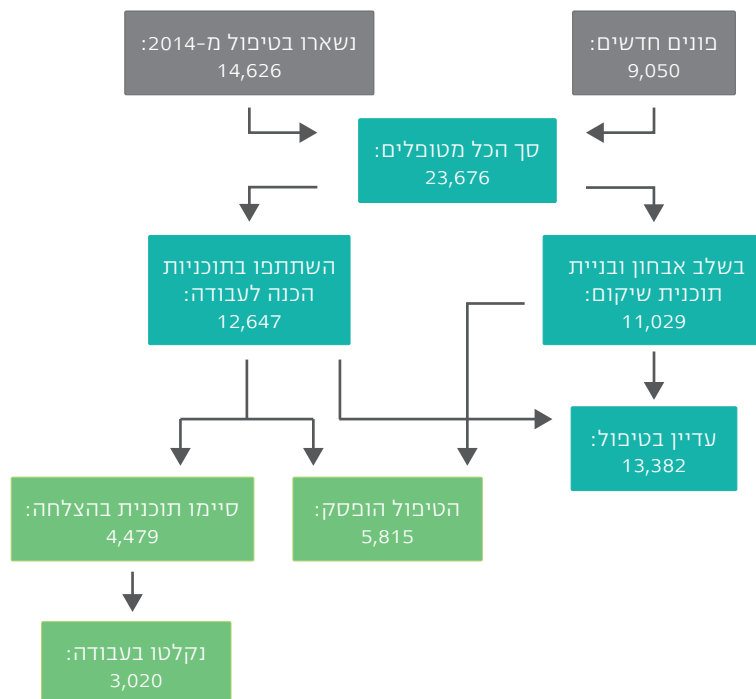 פונים חדשים:
9,050
נשארו בטיפול מ-2014:
14,626
סך הכל מטופלים:
23,676
בשלב אבחון ובניית
תוכנית שיקום:
11,029
השתתפו בתוכניות
הכנה לעבודה:
12,647
עדיין בטיפול:
13,382
הטיפול הופסק:
5,815
סיימו תוכנית בהצלחה:
4,479
נקלטו בעבודה:
3,020